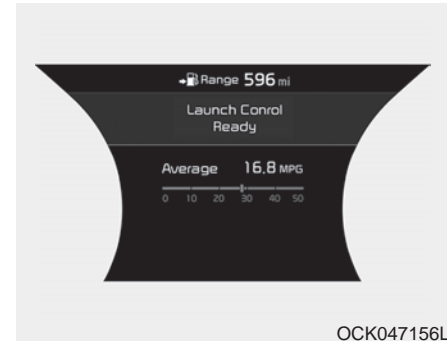 Range 596 mi
Launch Conrol
Ready
Average 16.8 MPG
0 10 20 30 40 50
OCK047156L